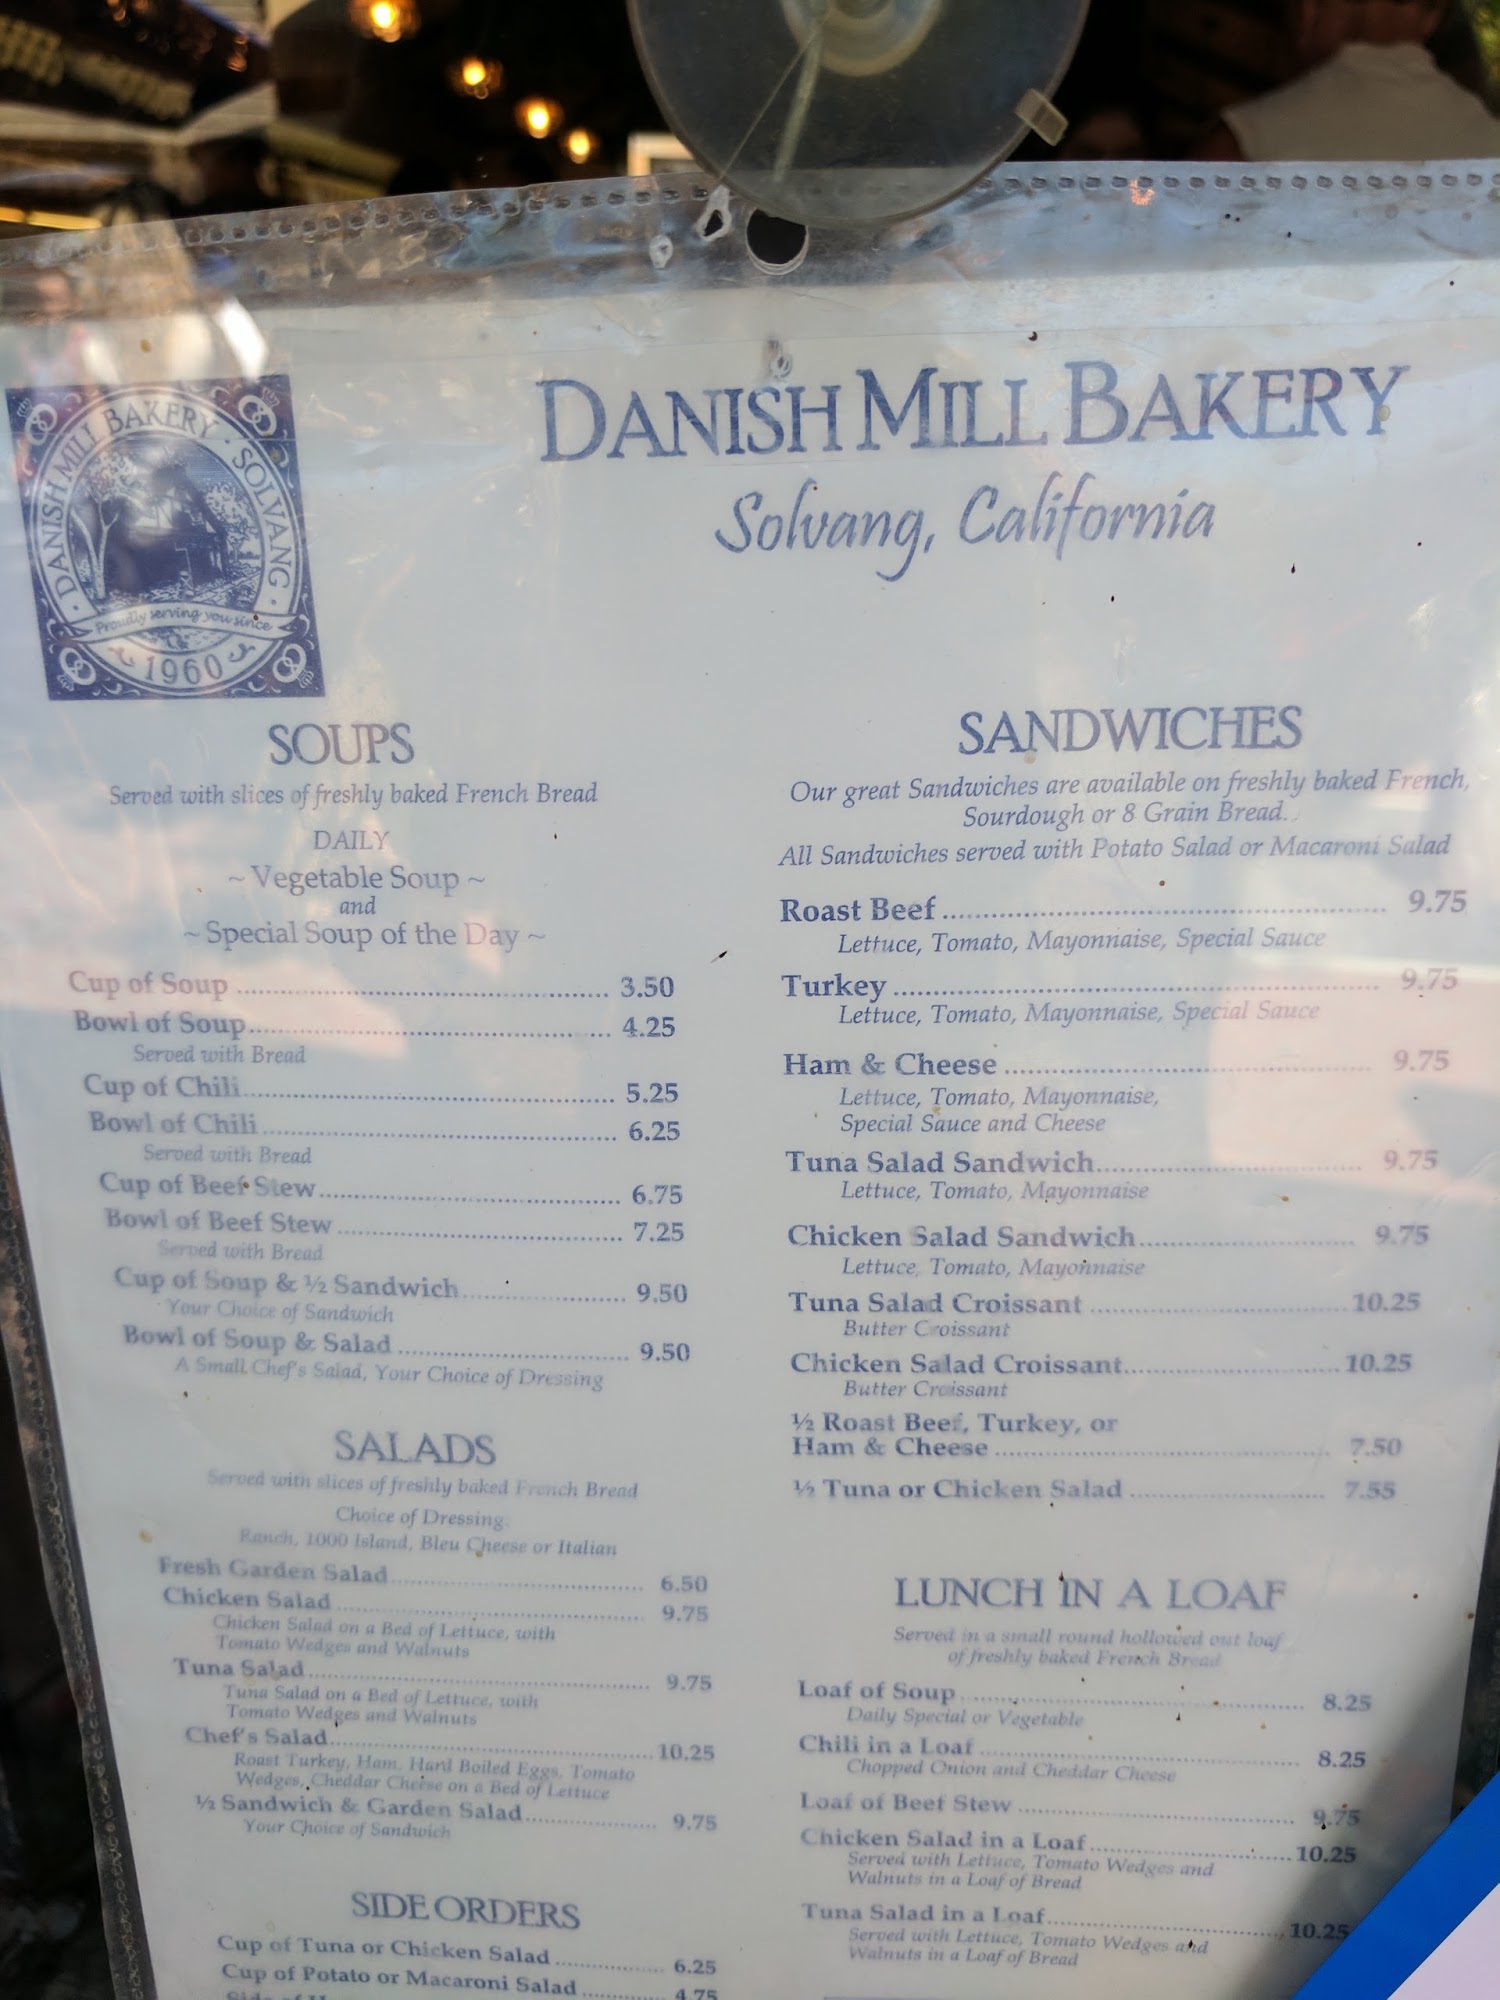 DANISH MILL BAKERY · SOLVANG ·
Proudly serving you since
1960
DANISH MILL BAKERY
Solvang, California
SOUPS
Served with slices of freshly baked French Bread
DAILY
~ Vegetable Soup ~
and
~ Special Soup of the Day ~
Cup of Soup ........ 3.50
Bowl of Soup ........ 4.25
Served with Bread
Cup of Chili ........ 5.25
Bowl of Chili ........ 6.25
Served with Bread
Cup of Beef Stew ........ 6.75
Bowl of Beef Stew ........ 7.25
Served with Bread
Cup of Soup & ½ Sandwich ........ 9.50
Your Choice of Sandwich
Bowl of Soup & Salad ........ 9.50
A Small Chef's Salad, Your Choice of Dressing
SALADS
Served with slices of freshly baked French Bread
Choice of Dressing:
Ranch, 1000 Island, Bleu Cheese or Italian
Fresh Garden Salad ........ 6.50
Chicken Salad ........ 9.75
Chicken Salad on a Bed of Lettuce, with
Tomato Wedges and Walnuts
Tuna Salad ........ 9.75
Tuna Salad on a Bed of Lettuce, with
Tomato Wedges and Walnuts
Chef's Salad ........ 10.25
Roast Turkey, Ham, Hard Boiled Eggs, Tomato
Wedges, Cheddar Cheese on a Bed of Lettuce
½ Sandwich & Garden Salad ........ 9.75
Your Choice of Sandwich
SIDE ORDERS
Cup of Tuna or Chicken Salad ........ 6.25
Cup of Potato or Macaroni Salad ........ 4.75
SANDWICHES
Our great Sandwiches are available on freshly baked French,
Sourdough or 8 Grain Bread.
All Sandwiches served with Potato Salad or Macaroni Salad
Roast Beef ........ 9.75
Lettuce, Tomato, Mayonnaise, Special Sauce
Turkey ........ 9.75
Lettuce, Tomato, Mayonnaise, Special Sauce
Ham & Cheese ........ 9.75
Lettuce, Tomato, Mayonnaise,
Special Sauce and Cheese
Tuna Salad Sandwich ........ 9.75
Lettuce, Tomato, Mayonnaise
Chicken Salad Sandwich ........ 9.75
Lettuce, Tomato, Mayonnaise
Tuna Salad Croissant ........ 10.25
Butter Croissant
Chicken Salad Croissant ........ 10.25
Butter Croissant
½ Roast Beef, Turkey, or
Ham & Cheese ........ 7.50
½ Tuna or Chicken Salad ........ 7.55
LUNCH IN A LOAF
Served in a small round hollowed out loaf
of freshly baked French Bread
Loaf of Soup ........ 8.25
Daily Special or Vegetable
Chili in a Loaf ........ 8.25
Chopped Onion and Cheddar Cheese
Loaf of Beef Stew ........ 9.75
Chicken Salad in a Loaf ........ 10.25
Served with Lettuce, Tomato Wedges and
Walnuts in a Loaf of Bread
Tuna Salad in a Loaf ........ 10.25
Served with Lettuce, Tomato Wedges and
Walnuts in a Loaf of Bread